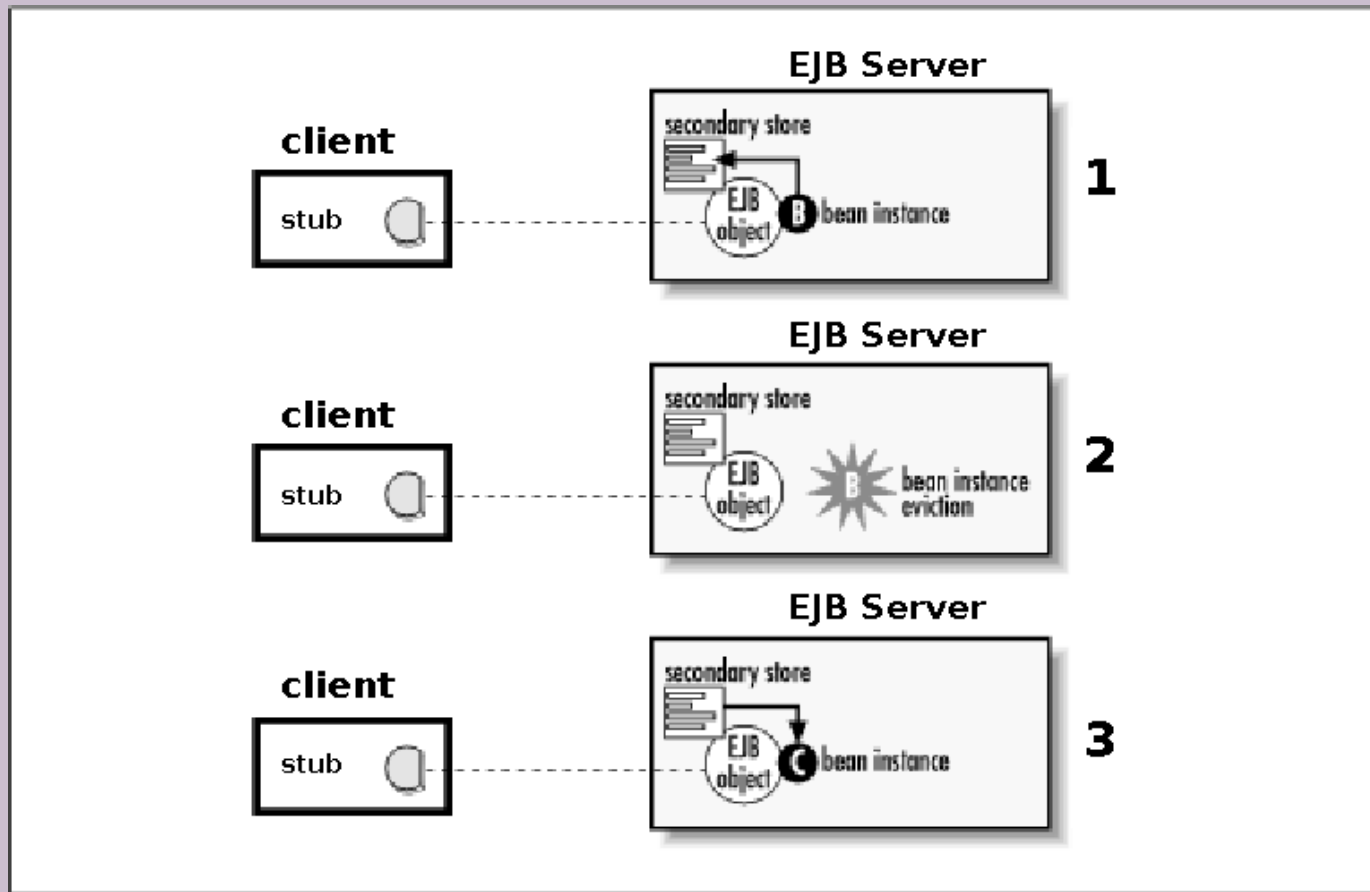 EJB Server
client
secondary store
stub
EJB
object
B
bean instance
1
EJB Server
client
secondary store
stub
EJB
object
bean instance
eviction
2
EJB Server
client
secondary store
stub
EJB
object
C
bean instance
3